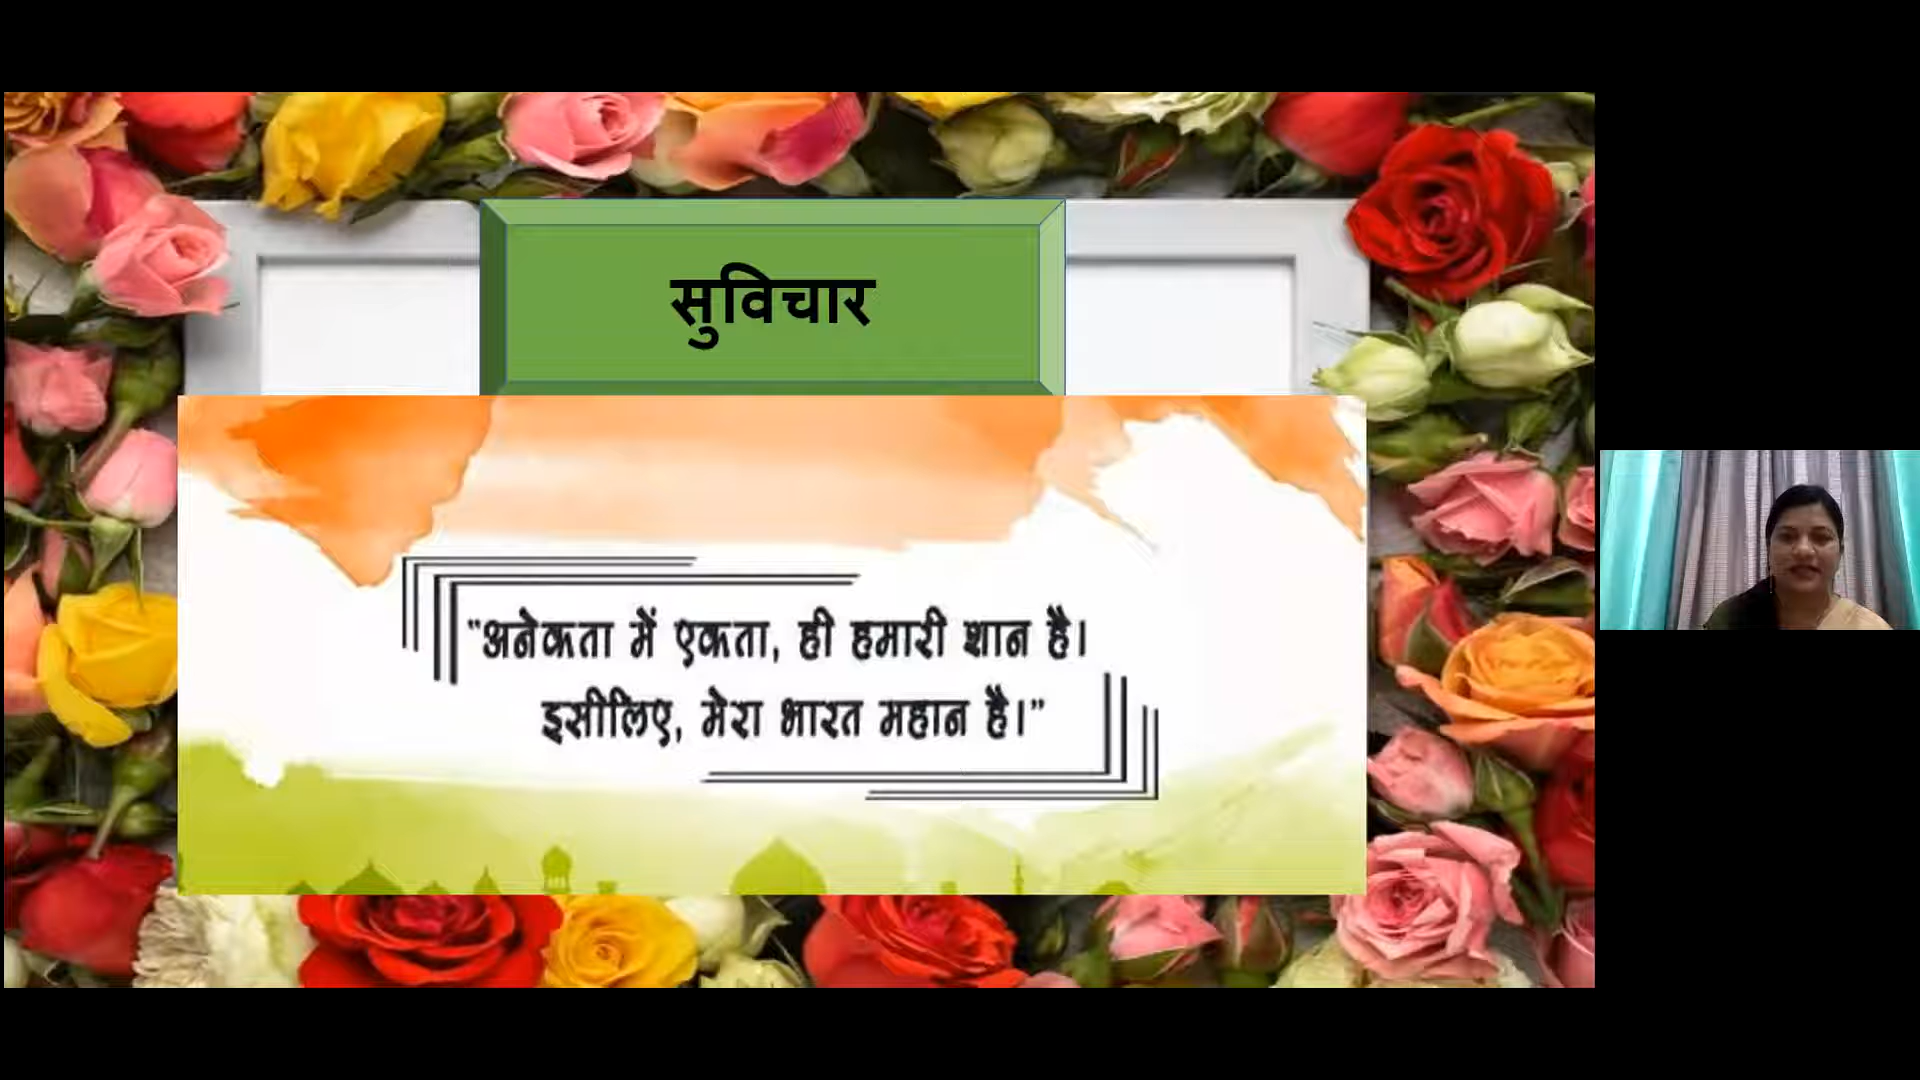 सुविचार
"अनेकता में एकता, ही हमारी शान है।
इसीलिए, मेरा भारत महान है।"